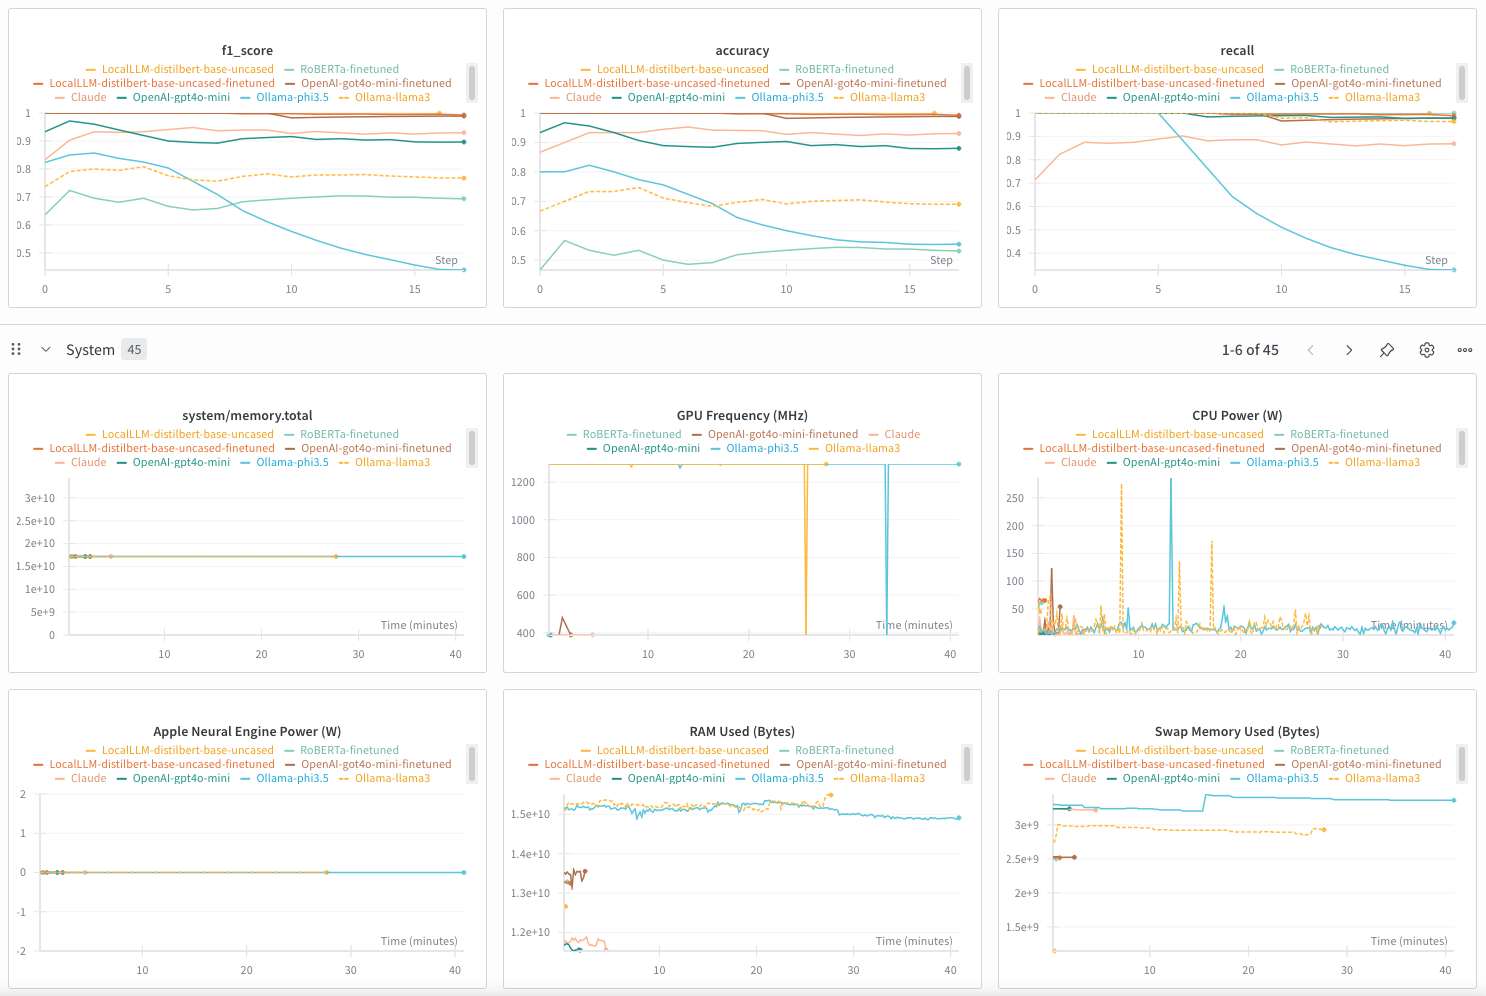 f1_score
LocalLLM-distilbert-base-uncased RoBERTa-finetuned
LocalLLM-distilbert-base-uncased-finetuned OpenAI-got4o-mini-finetuned
Claude OpenAI-gpt4o-mini Ollama-phi3.5 Ollama-llama3
1
0.9
0.8
0.7
0.6
0.5
Step
0 5 10 15
accuracy
LocalLLM-distilbert-base-uncased RoBERTa-finetuned
LocalLLM-distilbert-base-uncased-finetuned OpenAI-got4o-mini-finetuned
Claude OpenAI-gpt4o-mini Ollama-phi3.5 Ollama-llama3
1
0.9
0.8
0.7
0.6
0.5
Step
0 5 10 15
recall
LocalLLM-distilbert-base-uncased RoBERTa-finetuned
LocalLLM-distilbert-base-uncased-finetuned OpenAI-got4o-mini-finetuned
Claude OpenAI-gpt4o-mini Ollama-phi3.5 Ollama-llama3
1
0.9
0.8
0.7
0.6
0.5
0.4
Step
0 5 10 15
System 45
1-6 of 45
system/memory.total
LocalLLM-distilbert-base-uncased RoBERTa-finetuned
LocalLLM-distilbert-base-uncased-finetuned OpenAI-got4o-mini-finetuned
Claude OpenAI-gpt4o-mini Ollama-phi3.5 Ollama-llama3
3e+10
2.5e+10
2e+10
1.5e+10
1e+10
5e+9
0
Time (minutes)
10 20 30 40
GPU Frequency (MHz)
RoBERTa-finetuned OpenAI-got4o-mini-finetuned Claude
OpenAI-gpt4o-mini Ollama-phi3.5 Ollama-llama3
1200
1000
800
600
400
Time (minutes)
10 20 30 40
CPU Power (W)
LocalLLM-distilbert-base-uncased RoBERTa-finetuned
LocalLLM-distilbert-base-uncased-finetuned OpenAI-got4o-mini-finetuned
Claude OpenAI-gpt4o-mini Ollama-phi3.5 Ollama-llama3
250
200
150
100
50
Time (minutes)
10 20 30 40
Apple Neural Engine Power (W)
LocalLLM-distilbert-base-uncased RoBERTa-finetuned
LocalLLM-distilbert-base-uncased-finetuned OpenAI-got4o-mini-finetuned
Claude OpenAI-gpt4o-mini Ollama-phi3.5 Ollama-llama3
2
1
0
-1
-2
Time (minutes)
10 20 30 40
RAM Used (Bytes)
LocalLLM-distilbert-base-uncased RoBERTa-finetuned
LocalLLM-distilbert-base-uncased-finetuned OpenAI-got4o-mini-finetuned
Claude OpenAI-gpt4o-mini Ollama-phi3.5 Ollama-llama3
1.5e+10
1.4e+10
1.3e+10
1.2e+10
Time (minutes)
10 20 30 40
Swap Memory Used (Bytes)
LocalLLM-distilbert-base-uncased RoBERTa-finetuned
LocalLLM-distilbert-base-uncased-finetuned OpenAI-got4o-mini-finetuned
Claude OpenAI-gpt4o-mini Ollama-phi3.5 Ollama-llama3
3e+9
2.5e+9
2e+9
1.5e+9
Time (minutes)
10 20 30 40